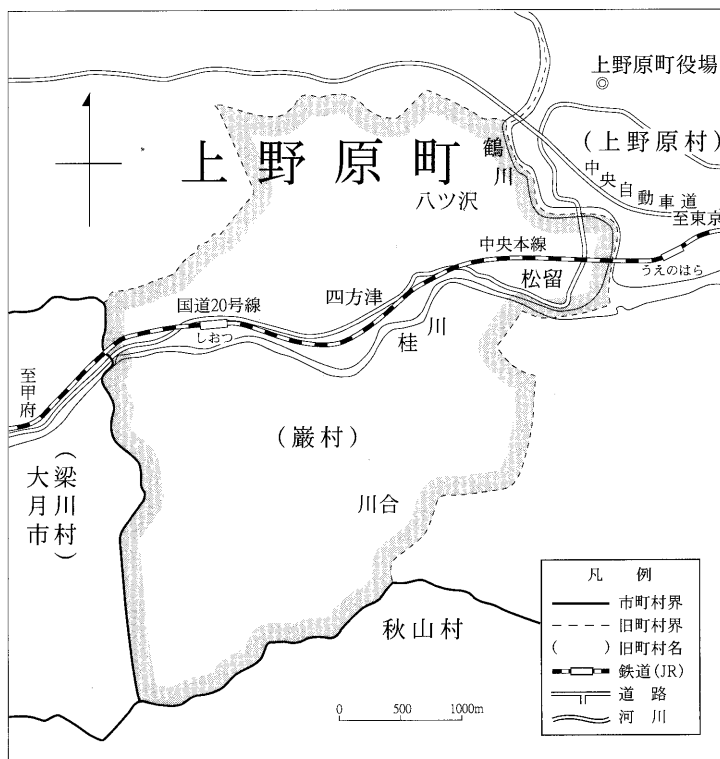 上野原町役場
(上野原村)
上野原町
鶴川
中央自動車道
至東京
八ツ沢
中央本線
うえのはら
松留
四方津
国道20号線
しおつ
桂川
至甲府
(巌村)
(梁川村)
大月市
川合
秋山村
0 500 1000m
凡 例
市町村界
旧町村界
( ) 旧町村名
鉄道(JR)
道 路
河 川